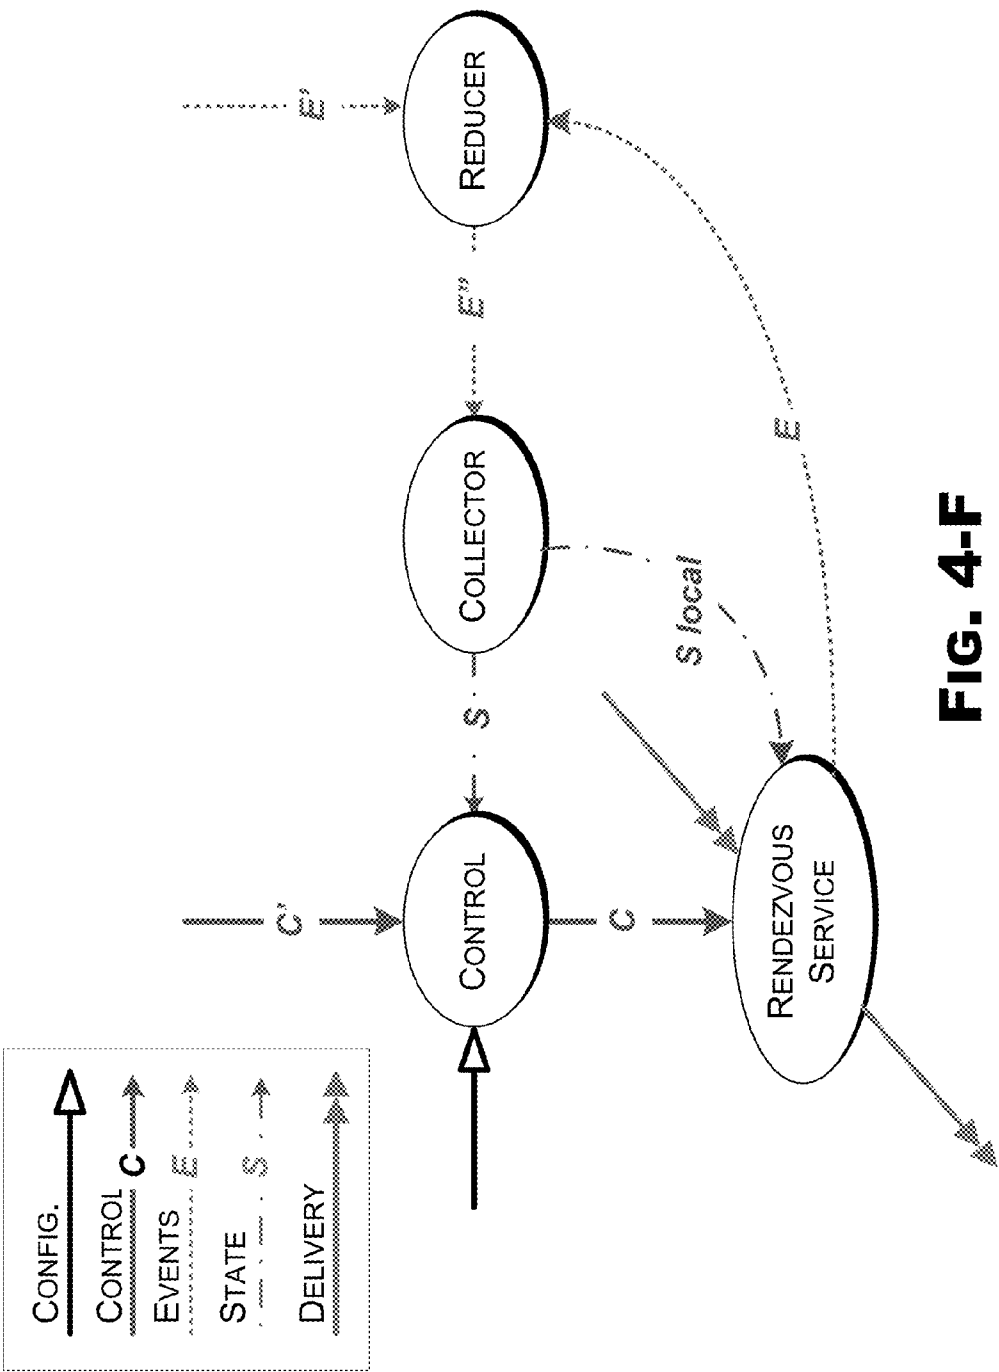 CONFIG.
CONTROL C
EVENTS E
STATE S
DELIVERY
C'
E'
CONTROL
S
COLLECTOR
E"
REDUCER
C
S local
E
RENDEZVOUS
SERVICE
FIG. 4-F